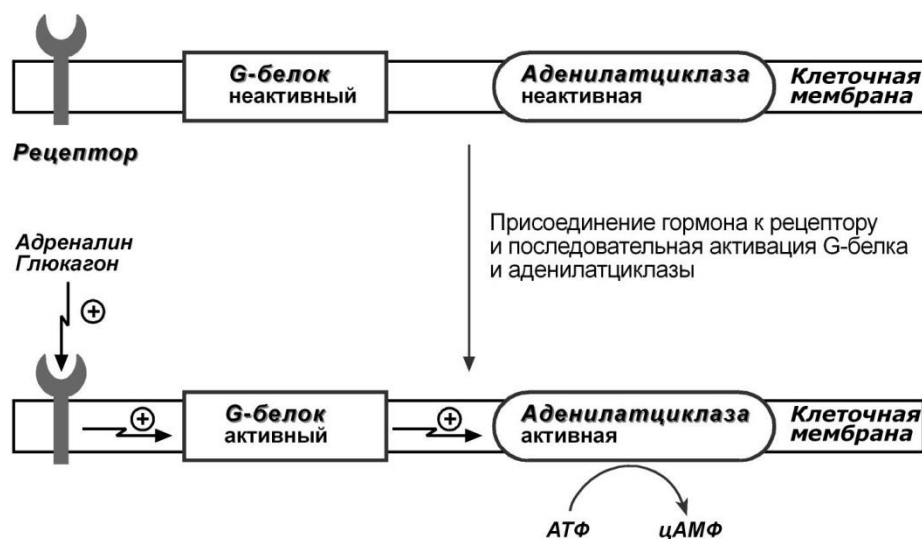 G-белок
неактивный
Аденилатциклаза
неактивная
Клеточная
мембрана
Рецептор
Присоединение гормона к рецептору
и последовательная активация G-белка
и аденилатциклазы
Адреналин
Глюкагон
+
+
+
G-белок
активный
Аденилатциклаза
активная
Клеточная
мембрана
АТФ
цАМФ